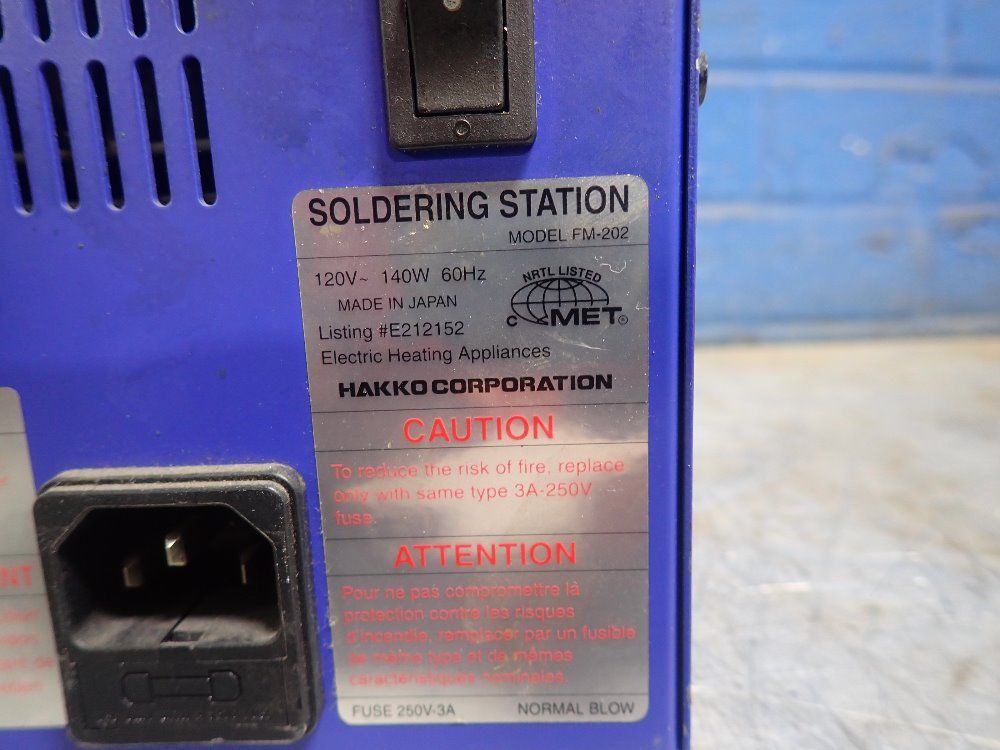 SOLDERING STATION
MODEL FM-202
120V~ 140W 60Hz
MADE IN JAPAN
Listing #E212152
Electric Heating Appliances
NRTL LISTED
C MET®
HAKKO CORPORATION
CAUTION
To reduce the risk of fire, replace
only with same type 3A-250V
fuse.
ATTENTION
Pour ne pas compromettre là
protection contre les risques
d'incendie, remplacer par un fusible
de même type et de mêmes
caractéristiques nominales.
FUSE 250V-3A NORMAL BLOW